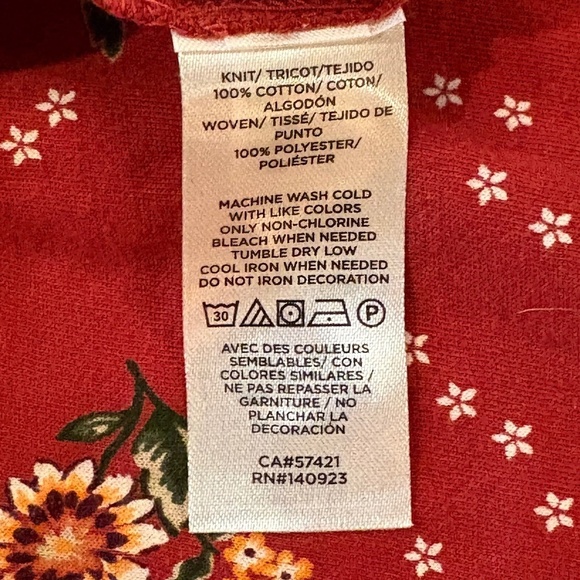 KNIT/ TRICOT/TEJIDO
100% COTTON/ COTON/
ALGODÓN
WOVEN/ TISSÉ/ TEJIDO DE
PUNTO
100% POLYESTER/
POLIÉSTER
MACHINE WASH COLD
WITH LIKE COLORS
ONLY NON-CHLORINE
BLEACH WHEN NEEDED
TUMBLE DRY LOW
COOL IRON WHEN NEEDED
DO NOT IRON DECORATION
30 P
AVEC DES COULEURS
SEMBLABLES/ CON
COLORES SIMILARES /
NE PAS REPASSER LA
GARNITURE / NO
PLANCHAR LA
DECORACIÓN
CA#57421
RN#140923